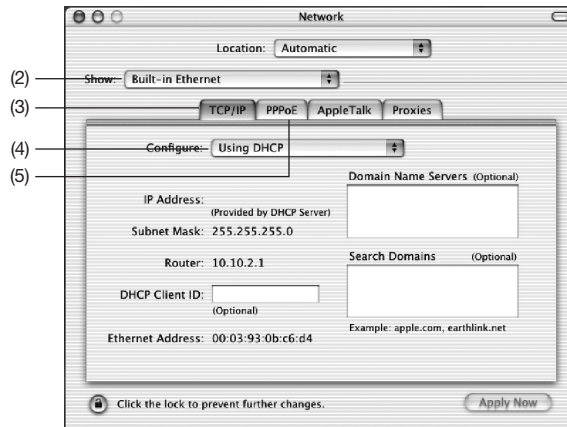 Network
Location: Automatic
(2) Show: Built-in Ethernet
(3) TCP/IP PPPoE AppleTalk Proxies
(4) Configure: Using DHCP
(5)
Domain Name Servers (Optional)
IP Address:
(Provided by DHCP Server)
Subnet Mask: 255.255.255.0
Router: 10.10.2.1
Search Domains (Optional)
DHCP Client ID:
(Optional)
Example: apple.com, earthlink.net
Ethernet Address: 00:03:93:0b:c6:d4
Click the lock to prevent further changes.
Apply Now